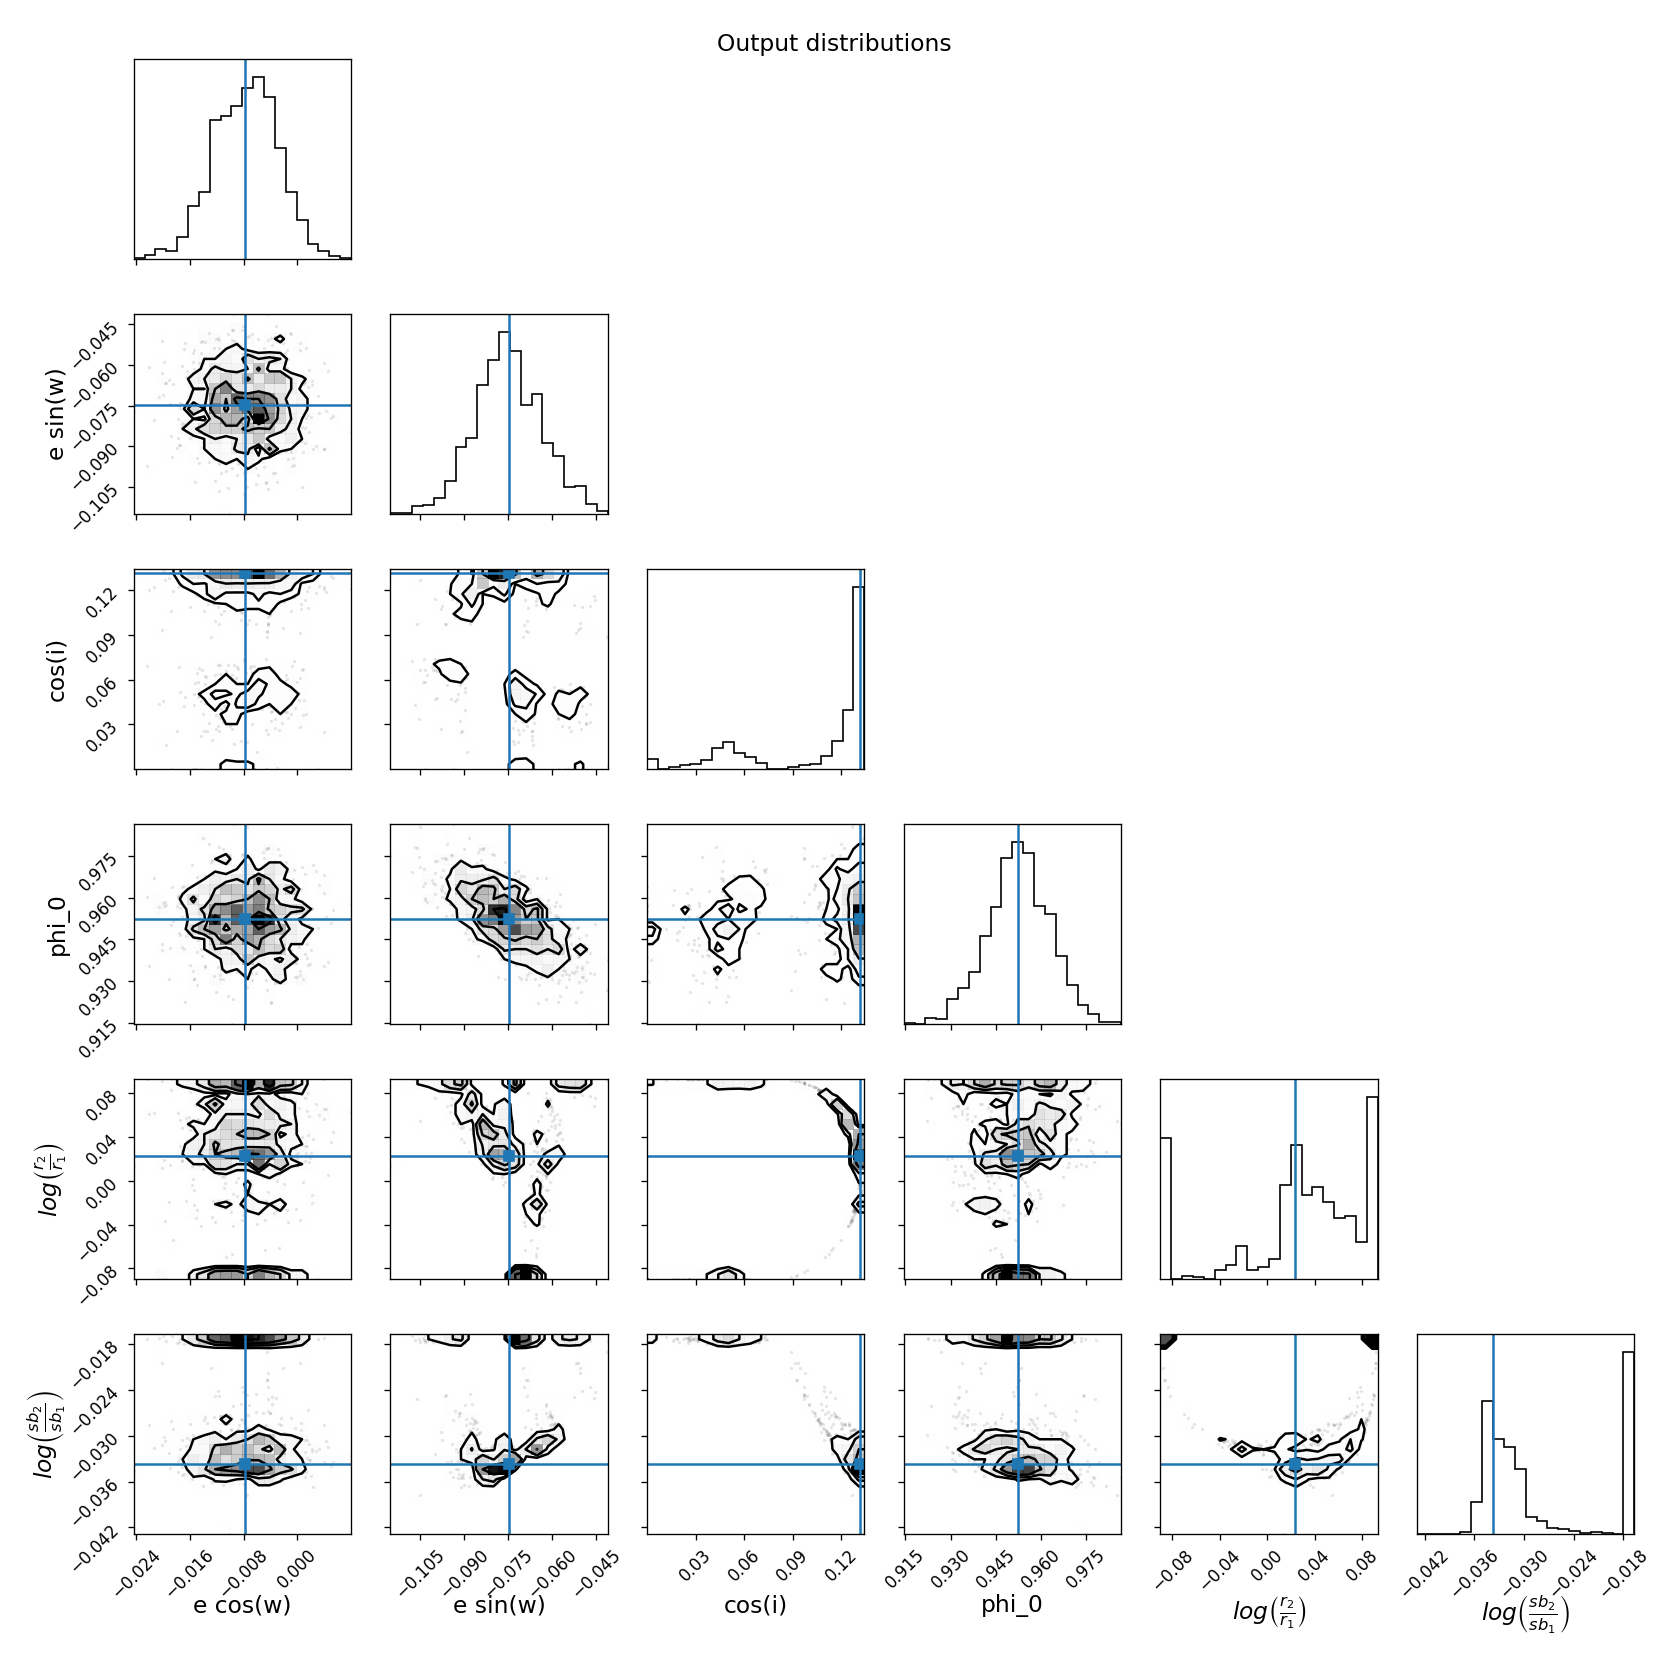 Output distributions
e sin(w)
−0.045
−0.060
−0.075
−0.090
−0.105
cos(i)
0.12
0.09
0.06
0.03
phi_0
0.975
0.960
0.945
0.930
0.915
log(r₂/r₁)
0.08
0.04
0.00
−0.04
−0.08
log(sb₂/sb₁)
−0.018
−0.024
−0.030
−0.036
−0.042
−0.024 −0.016 −0.008 0.000
e cos(w)
−0.105 −0.090 −0.075 −0.060 −0.045
e sin(w)
0.03 0.06 0.09 0.12
cos(i)
0.915 0.930 0.945 0.960 0.975
phi_0
−0.08 −0.04 0.00 0.04 0.08
log(r₂/r₁)
−0.042 −0.036 −0.030 −0.024 −0.018
log(sb₂/sb₁)